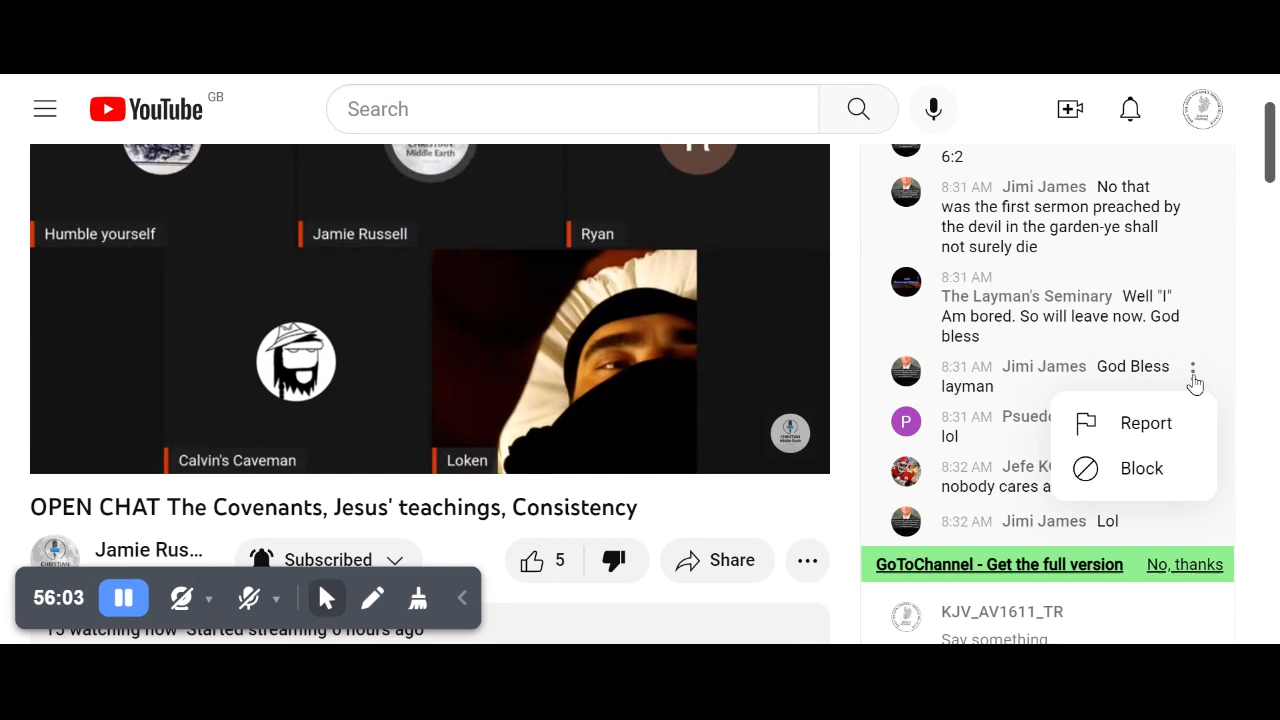 YouTube GB
Search
CHRISTIAN
Middle Earth
Humble yourself
Jamie Russell
Ryan
Calvin's Caveman
Loken
6:2
8:31 AM Jimi James No that
was the first sermon preached by
the devil in the garden-ye shall
not surely die
8:31 AM
The Layman's Seminary Well "I"
Am bored. So will leave now. God
bless
8:31 AM Jimi James God Bless
layman
8:31 AM
P
lol
8:32 AM Jefe
nobody cares
8:32 AM Jimi James Lol
Report
Block
GoToChannel - Get the full version No, thanks
KJV_AV1611_TR
Say something...
OPEN CHAT The Covenants, Jesus' teachings, Consistency
Jamie Rus...
Subscribed
5
Share
56:03
watching now Started streaming 6 hours ago